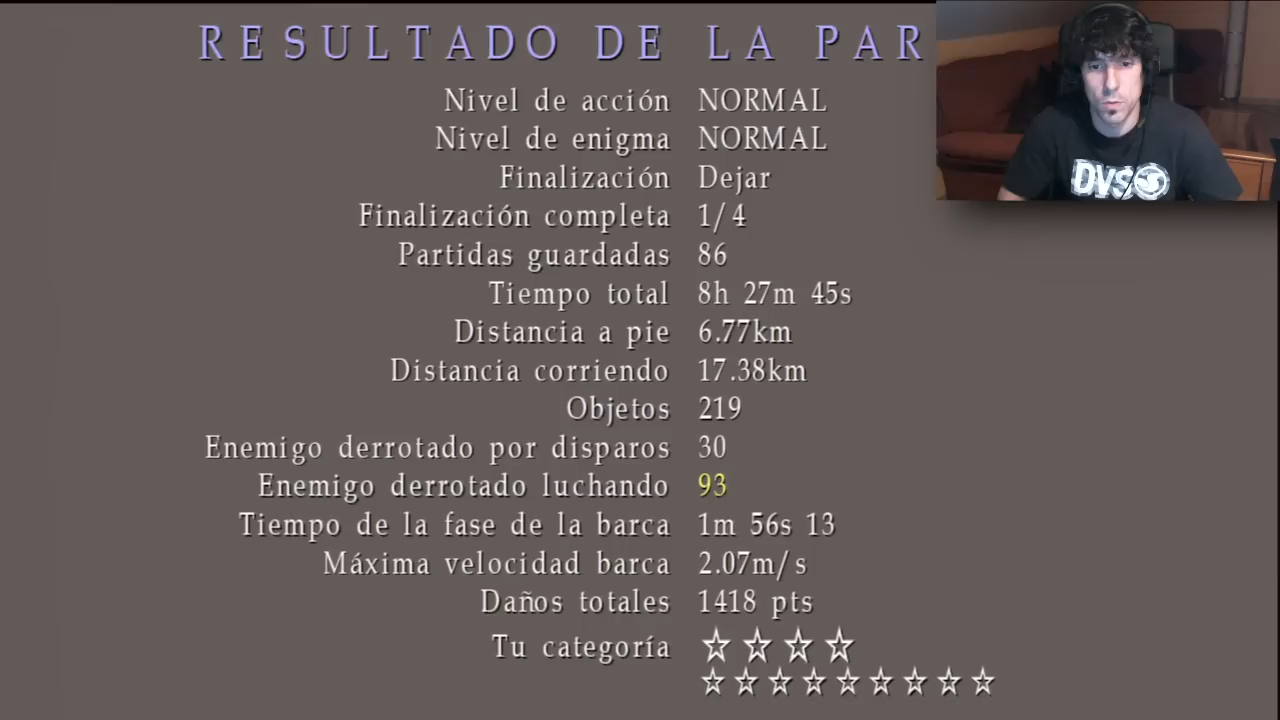 RESULTADO DE LA PAR
Nivel de acción NORMAL
Nivel de enigma NORMAL
Finalización Dejar
Finalización completa 1/4
Partidas guardadas 86
Tiempo total 8h 27m 45s
Distancia a pie 6.77km
Distancia corriendo 17.38km
Objetos 219
Enemigo derrotado por disparos 30
Enemigo derrotado luchando 93
Tiempo de la fase de la barca 1m 56s 13
Máxima velocidad barca 2.07m/s
Daños totales 1418 pts
Tu categoría ☆☆☆☆
☆☆☆☆☆☆☆☆☆
DVS